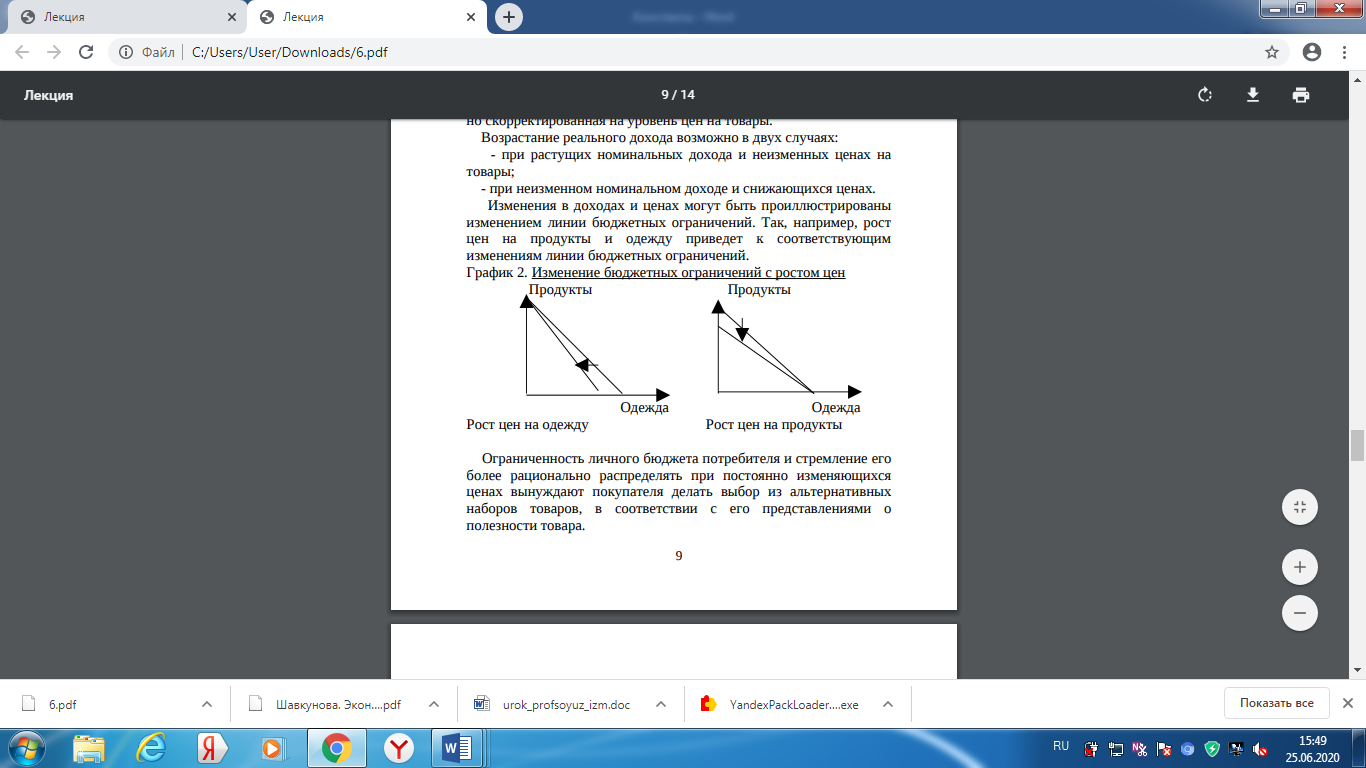 Лекция
Лекция
Файл
C:/Users/User/Downloads/6.pdf
Лекция
9 / 14
но скорректированная на уровень цен на товары.
Возрастание реального дохода возможно в двух случаях:
- при растущих номинальных дохода и неизменных ценах на
товары;
- при неизменном номинальном доходе и снижающихся ценах.
Изменения в доходах и ценах могут быть проиллюстрированы
изменением линии бюджетных ограничений. Так, например, рост
цен на продукты и одежду приведет к соответствующим
изменениям линии бюджетных ограничений.
График 2. Изменение бюджетных ограничений с ростом цен
Продукты
Продукты
Одежда
Одежда
Рост цен на одежду
Рост цен на продукты
Ограниченность личного бюджета потребителя и стремление его
более рационально распределять при постоянно изменяющихся
ценах вынуждают покупателя делать выбор из альтернативных
наборов товаров, в соответствии с его представлениями о
полезности товара.
9
6.pdf
Шавкунова. Экон....pdf
urok_profsoyuz_izm.doc
YandexPackLoader....exe
Показать все
RU
15:49
25.06.2020